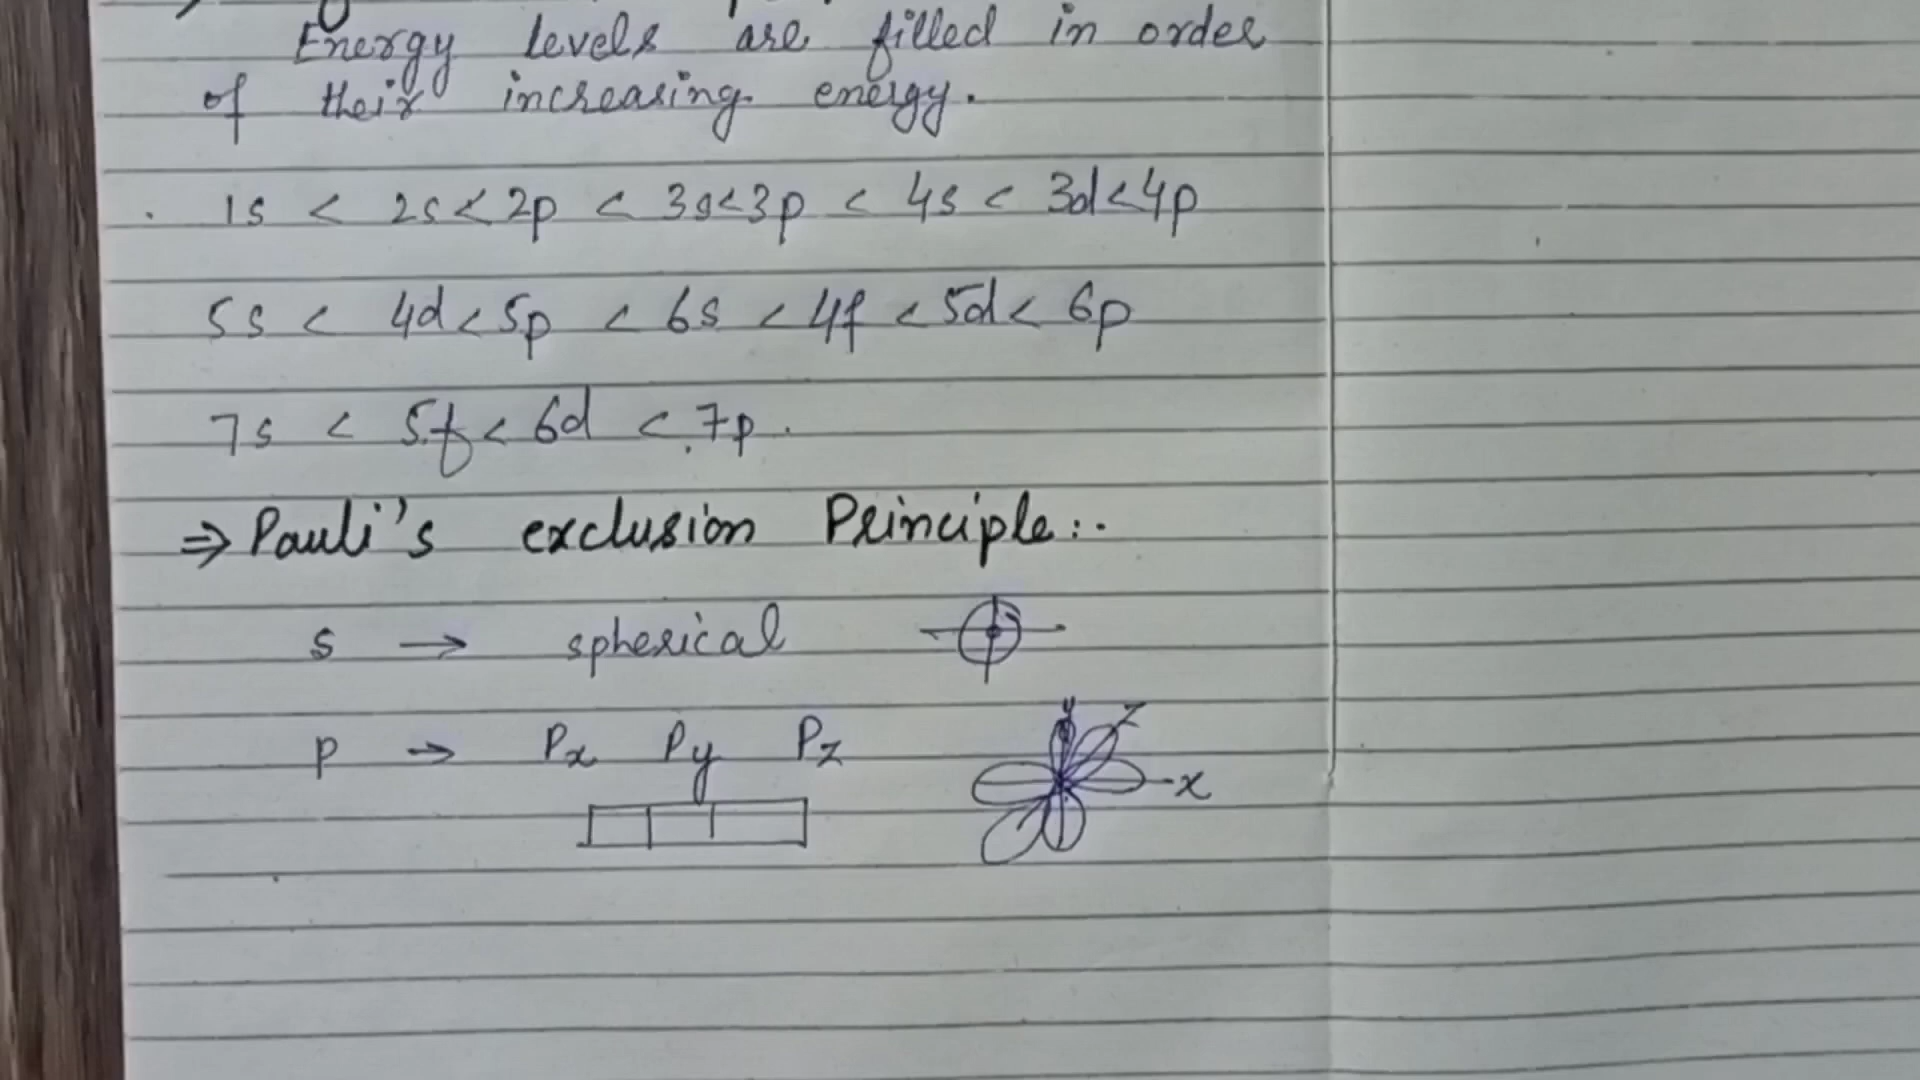 Energy levels are filled in order
of their increasing energy.
1s < 2s < 2p < 3s < 3p < 4s < 3d < 4p
5s < 4d < 5p < 6s < 4f < 5d < 6p
7s < 5f < 6d < 7p.
⇒ Pauli's exclusion Principle:.
s → spherical
p → Px Py Pz
y z
x